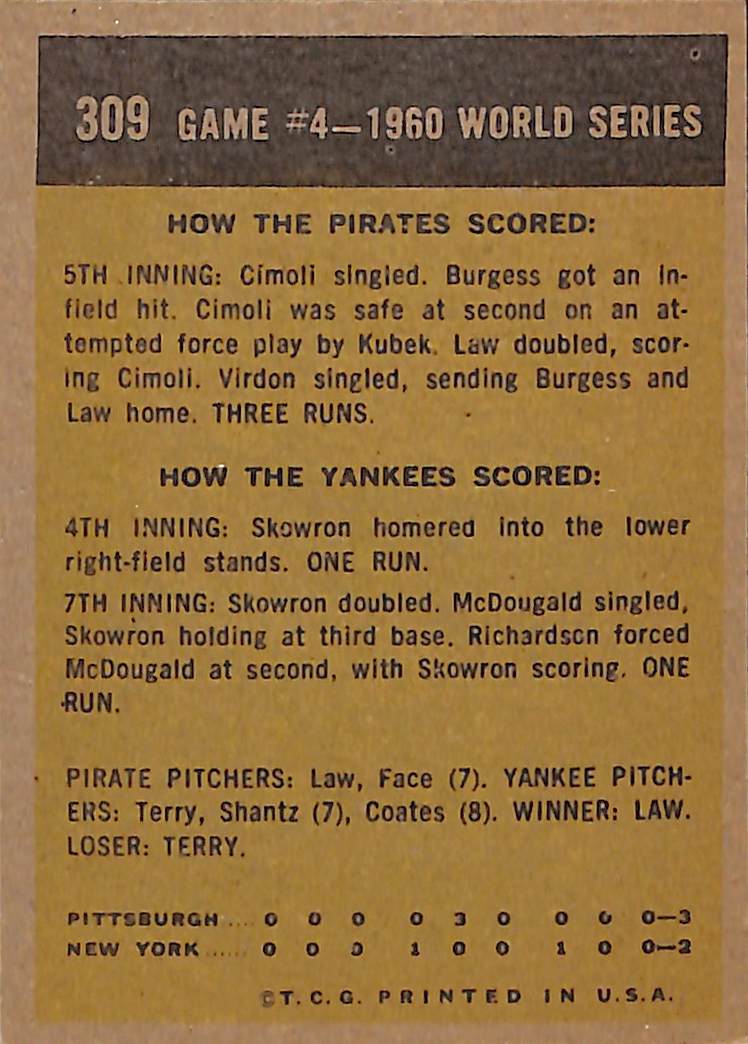 309 GAME #4—1960 WORLD SERIES
HOW THE PIRATES SCORED:
5TH INNING: Cimoli singled. Burgess got an in-
field hit. Cimoli was safe at second on an at-
tempted force play by Kubek. Law doubled, scor-
ing Cimoli. Virdon singled, sending Burgess and
Law home. THREE RUNS.
HOW THE YANKEES SCORED:
4TH INNING: Skowron homered into the lower
right-field stands. ONE RUN.
7TH INNING: Skowron doubled. McDougald singled,
Skowron holding at third base. Richardson forced
McDougald at second, with Skowron scoring. ONE
RUN.
PIRATE PITCHERS: Law, Face (7). YANKEE PITCH-
ERS: Terry, Shantz (7), Coates (8). WINNER: LAW.
LOSER: TERRY.
PITTSBURGH .... 0 0 0 0 3 0 0 0 0—3
NEW YORK ..... 0 0 0 1 0 0 1 0 0—2
©T.C.G. PRINTED IN U.S.A.